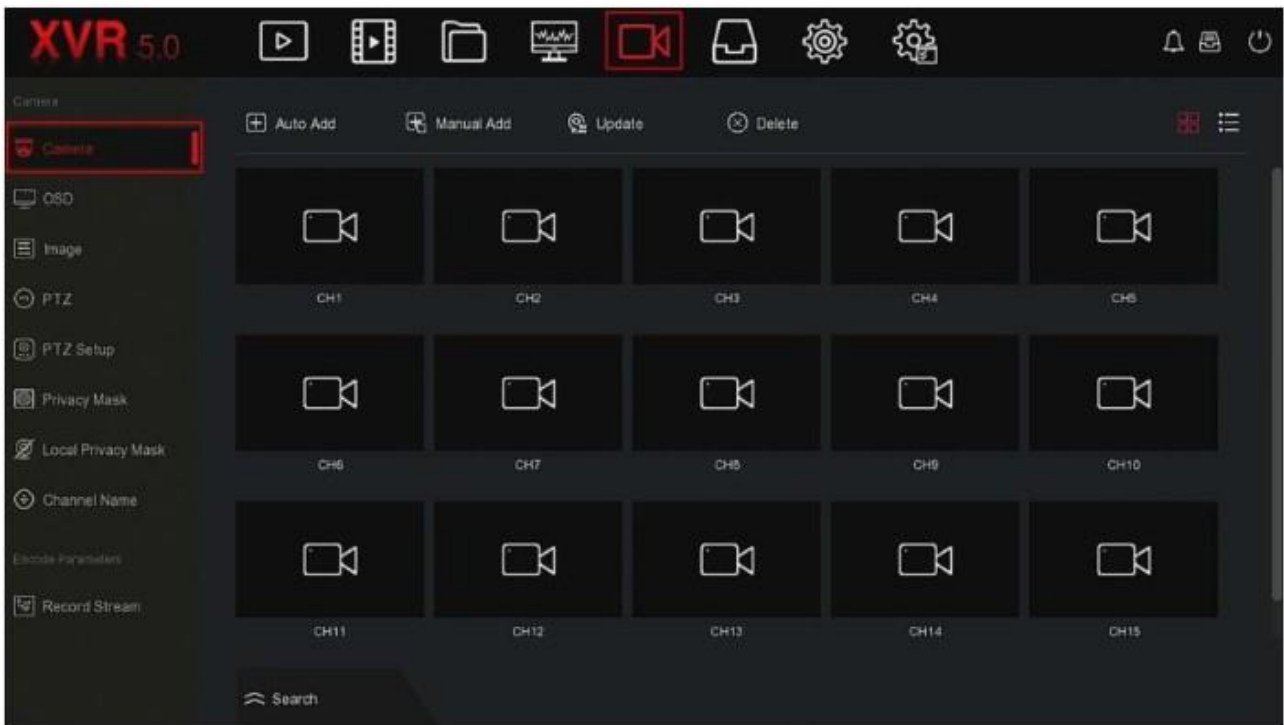 XVR 5.0
Camera
Auto Add Manual Add Update Delete
Camera
OSD
Image
PTZ
PTZ Setup
Privacy Mask
Local Privacy Mask
Channel Name
Encode Parameters
Record Stream
CH1 CH2 CH3 CH4 CH5
CH6 CH7 CH8 CH9 CH10
CH11 CH12 CH13 CH14 CH15
Search